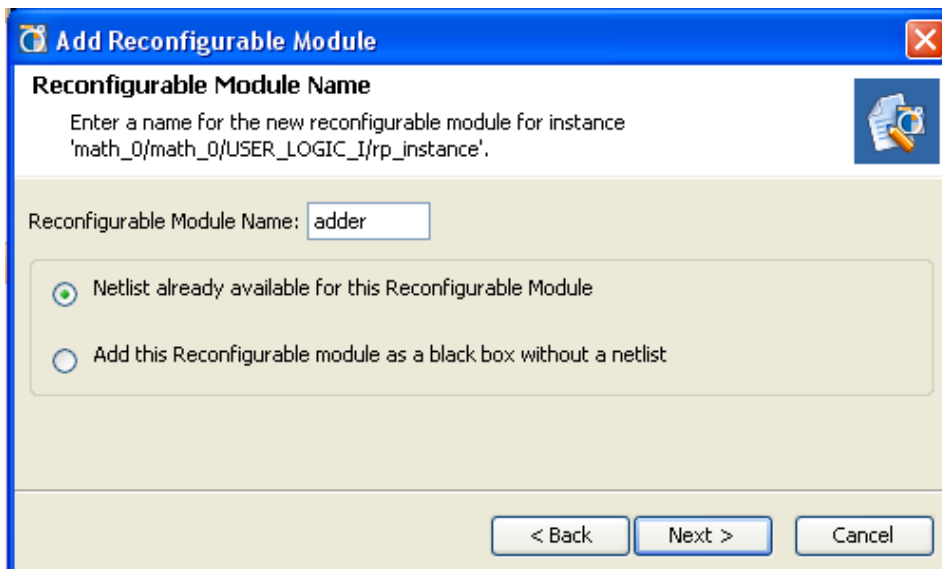 Add Reconfigurable Module
Reconfigurable Module Name
Enter a name for the new reconfigurable module for instance
'math_0/math_0/USER_LOGIC_I/rp_instance'.
Reconfigurable Module Name: adder
Netlist already available for this Reconfigurable Module
Add this Reconfigurable module as a black box without a netlist
< Back Next > Cancel